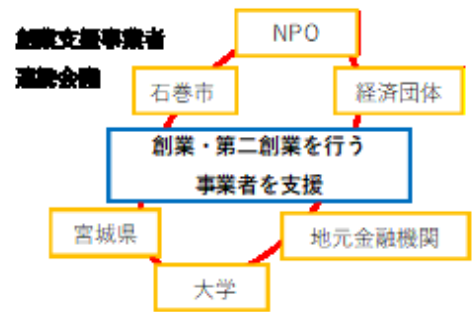 創業支援事業者
連携会議
NPO
石巻市
経済団体
創業・第二創業を行う
事業者を支援
宮城県
地元金融機関
大学